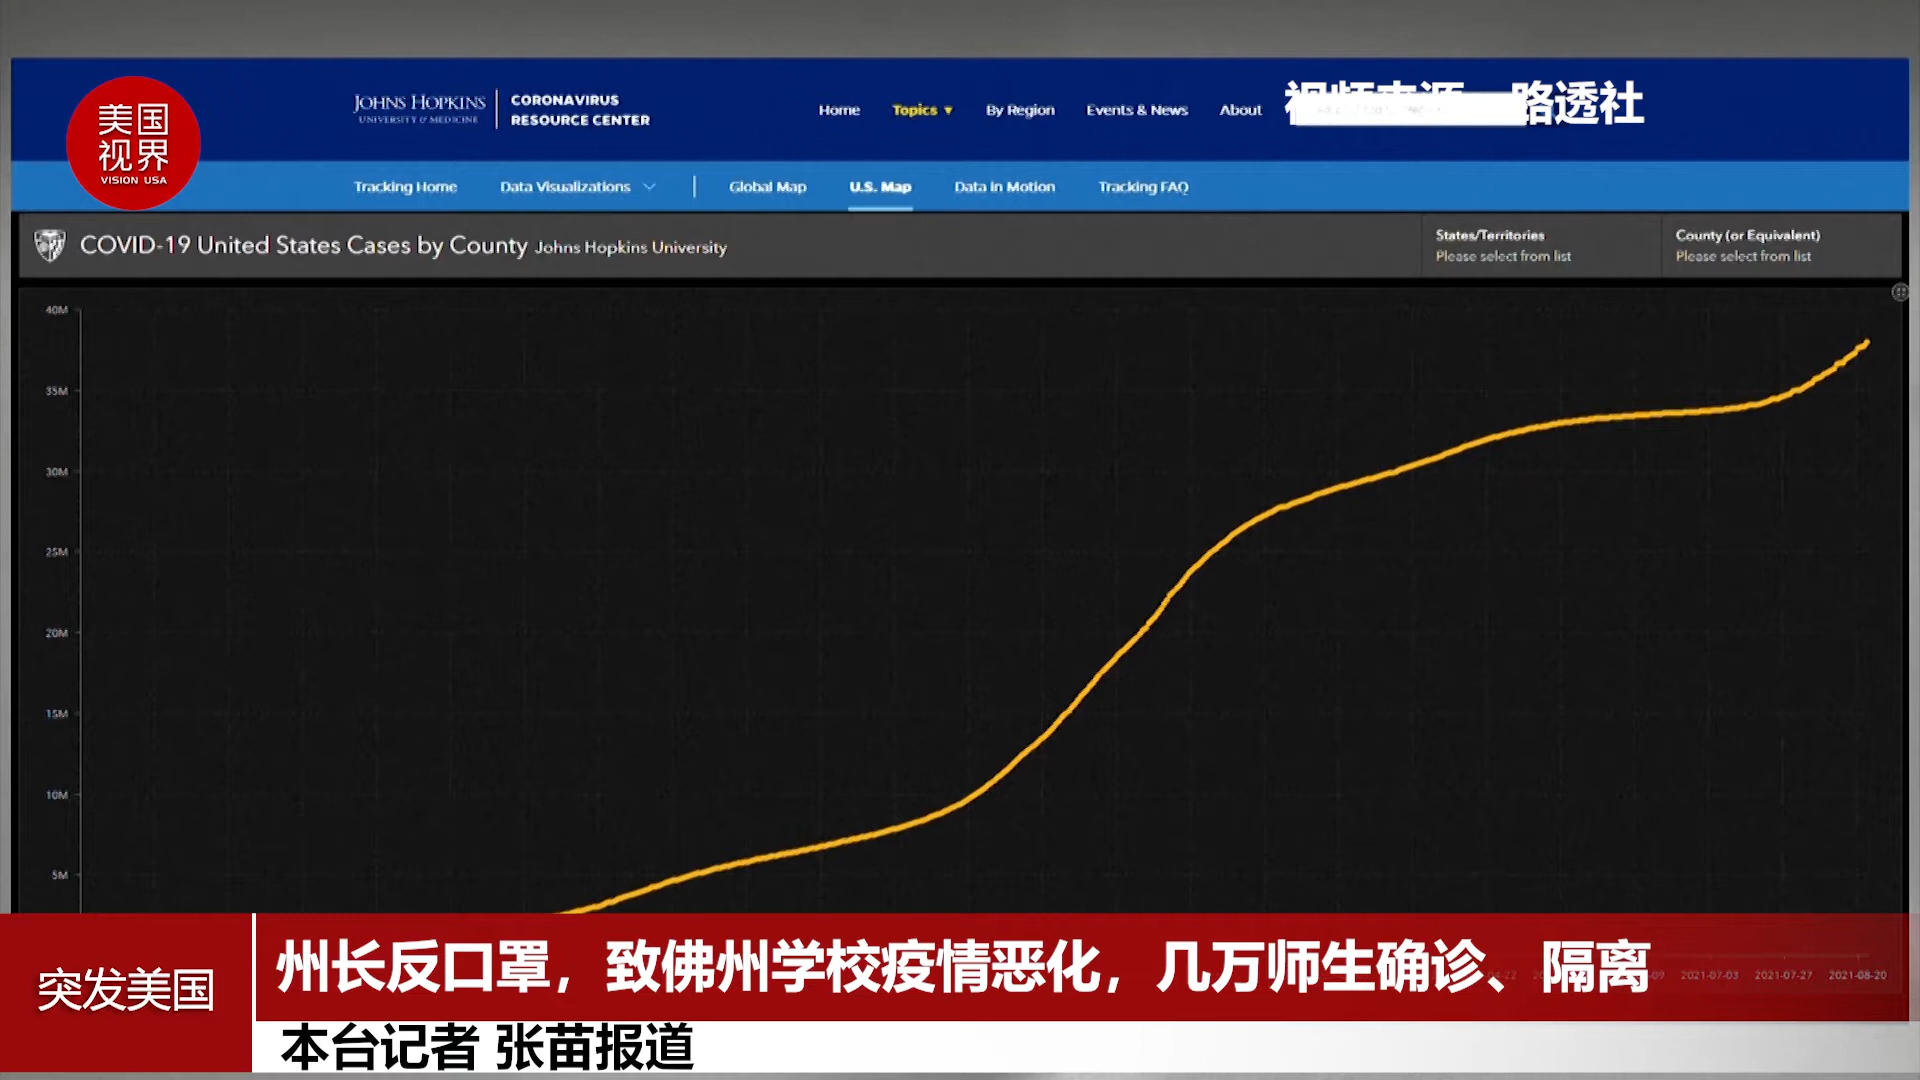 JOHNS HOPKINS
UNIVERSITY & MEDICINE
CORONAVIRUS
RESOURCE CENTER
Home Topics ▼ By Region Events & News About
视频来源 路透社
美国
视界
VISION USA
Tracking Home Data Visualizations Global Map U.S. Map Data in Motion Tracking FAQ
COVID-19 United States Cases by County Johns Hopkins University
States/Territories
Please select from list
County (or Equivalent)
Please select from list
40M
35M
30M
25M
20M
15M
10M
5M
2021-07-03 2021-07-27 2021-08-20
突发美国
州长反口罩，致佛州学校疫情恶化，几万师生确诊、隔离
本台记者 张苗报道